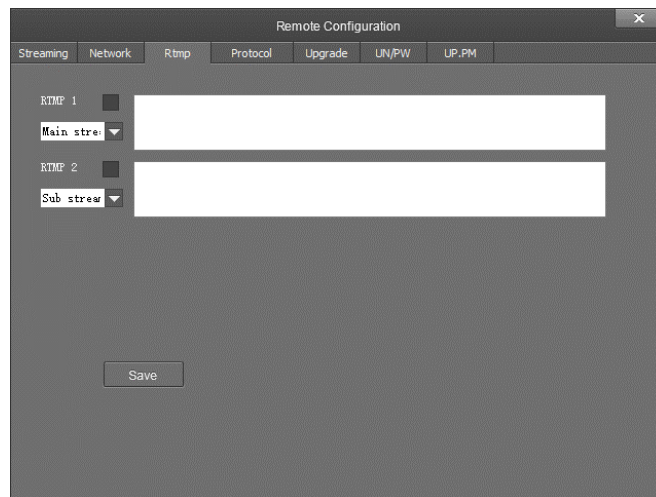 Remote Configuration
Streaming Network Rtmp Protocol Upgrade UN/PW UP.PM
RTMP 1
Main stre
RTMP 2
Sub strea
Save